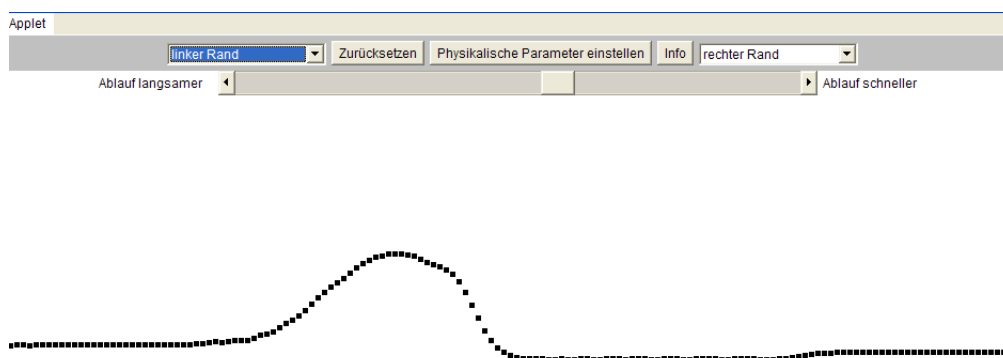 Applet
linker Rand Zurücksetzen Physikalische Parameter einstellen Info rechter Rand
Ablauf langsamer Ablauf schneller